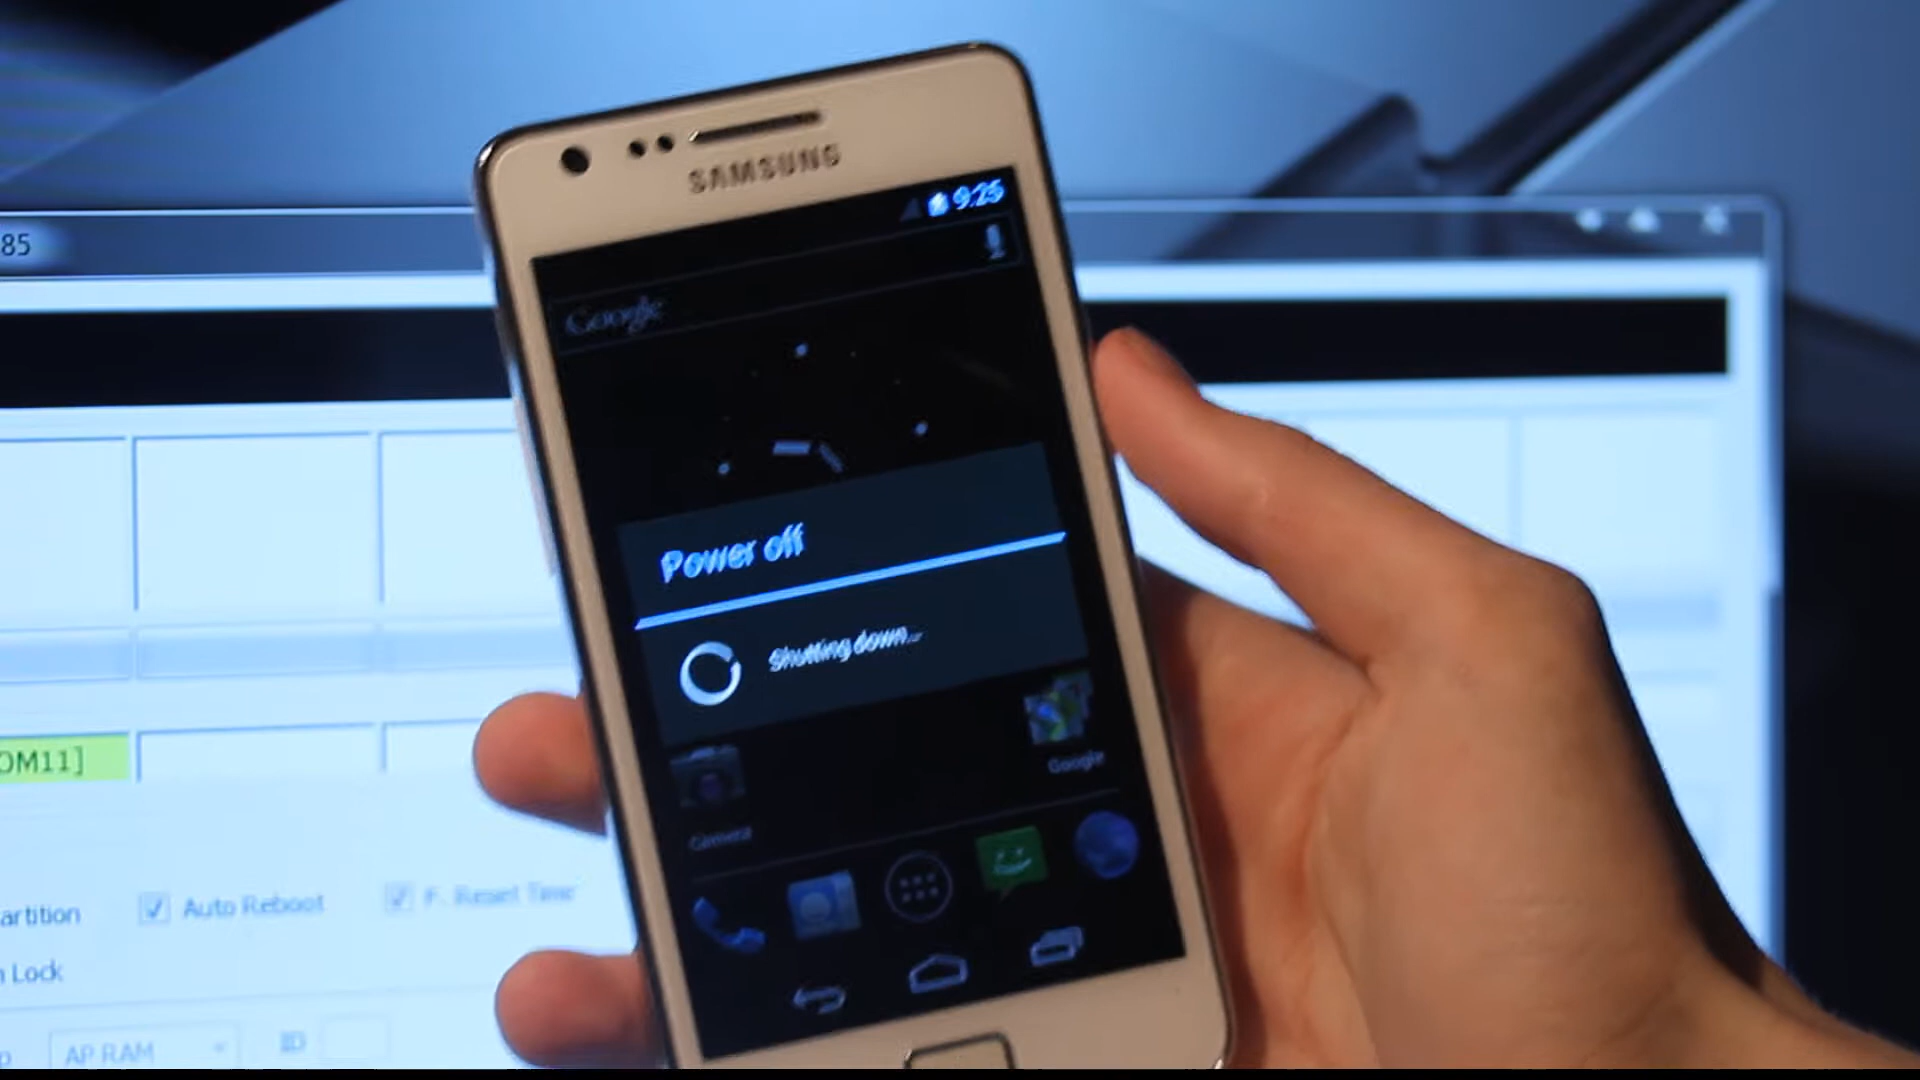 85
SAMSUNG
9:25
Google
Power off
Shutting down...
OM11]
Google
Camera
artition
Auto Reboot
F. Reset Time
Lock
AP RAM
ID